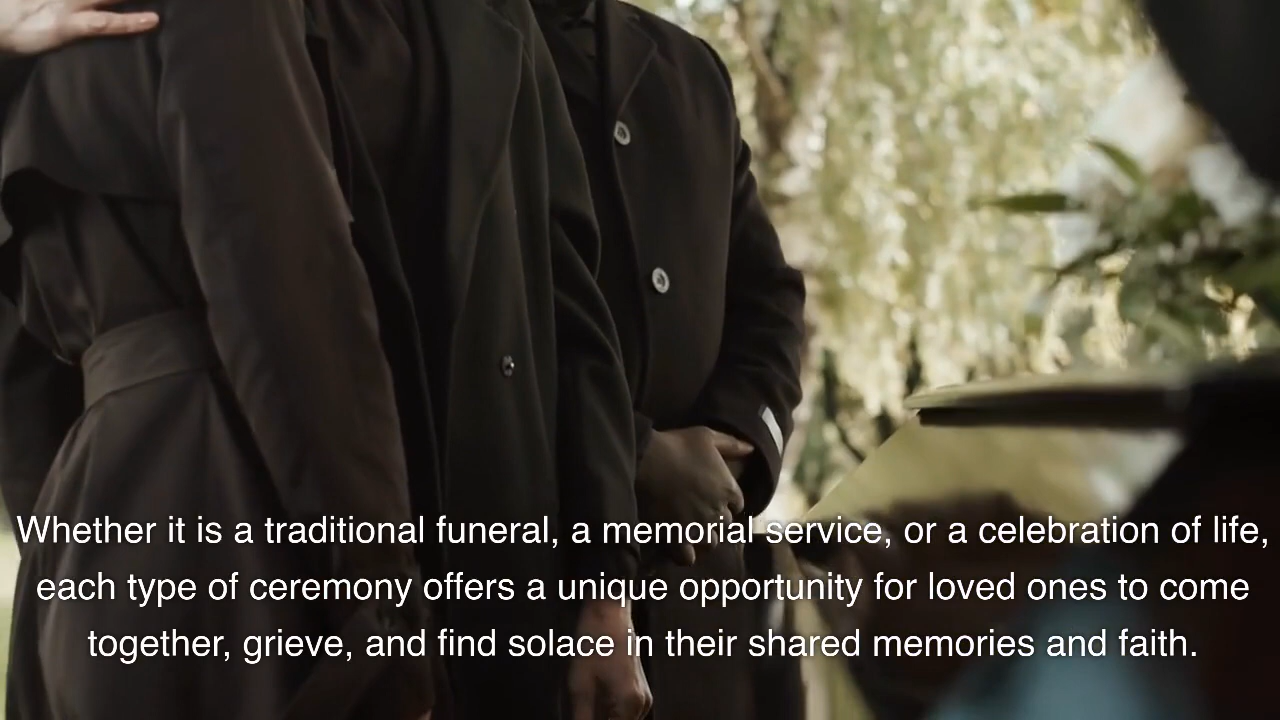 Whether it is a traditional funeral, a memorial service, or a celebration of life,
each type of ceremony offers a unique opportunity for loved ones to come
together, grieve, and find solace in their shared memories and faith.